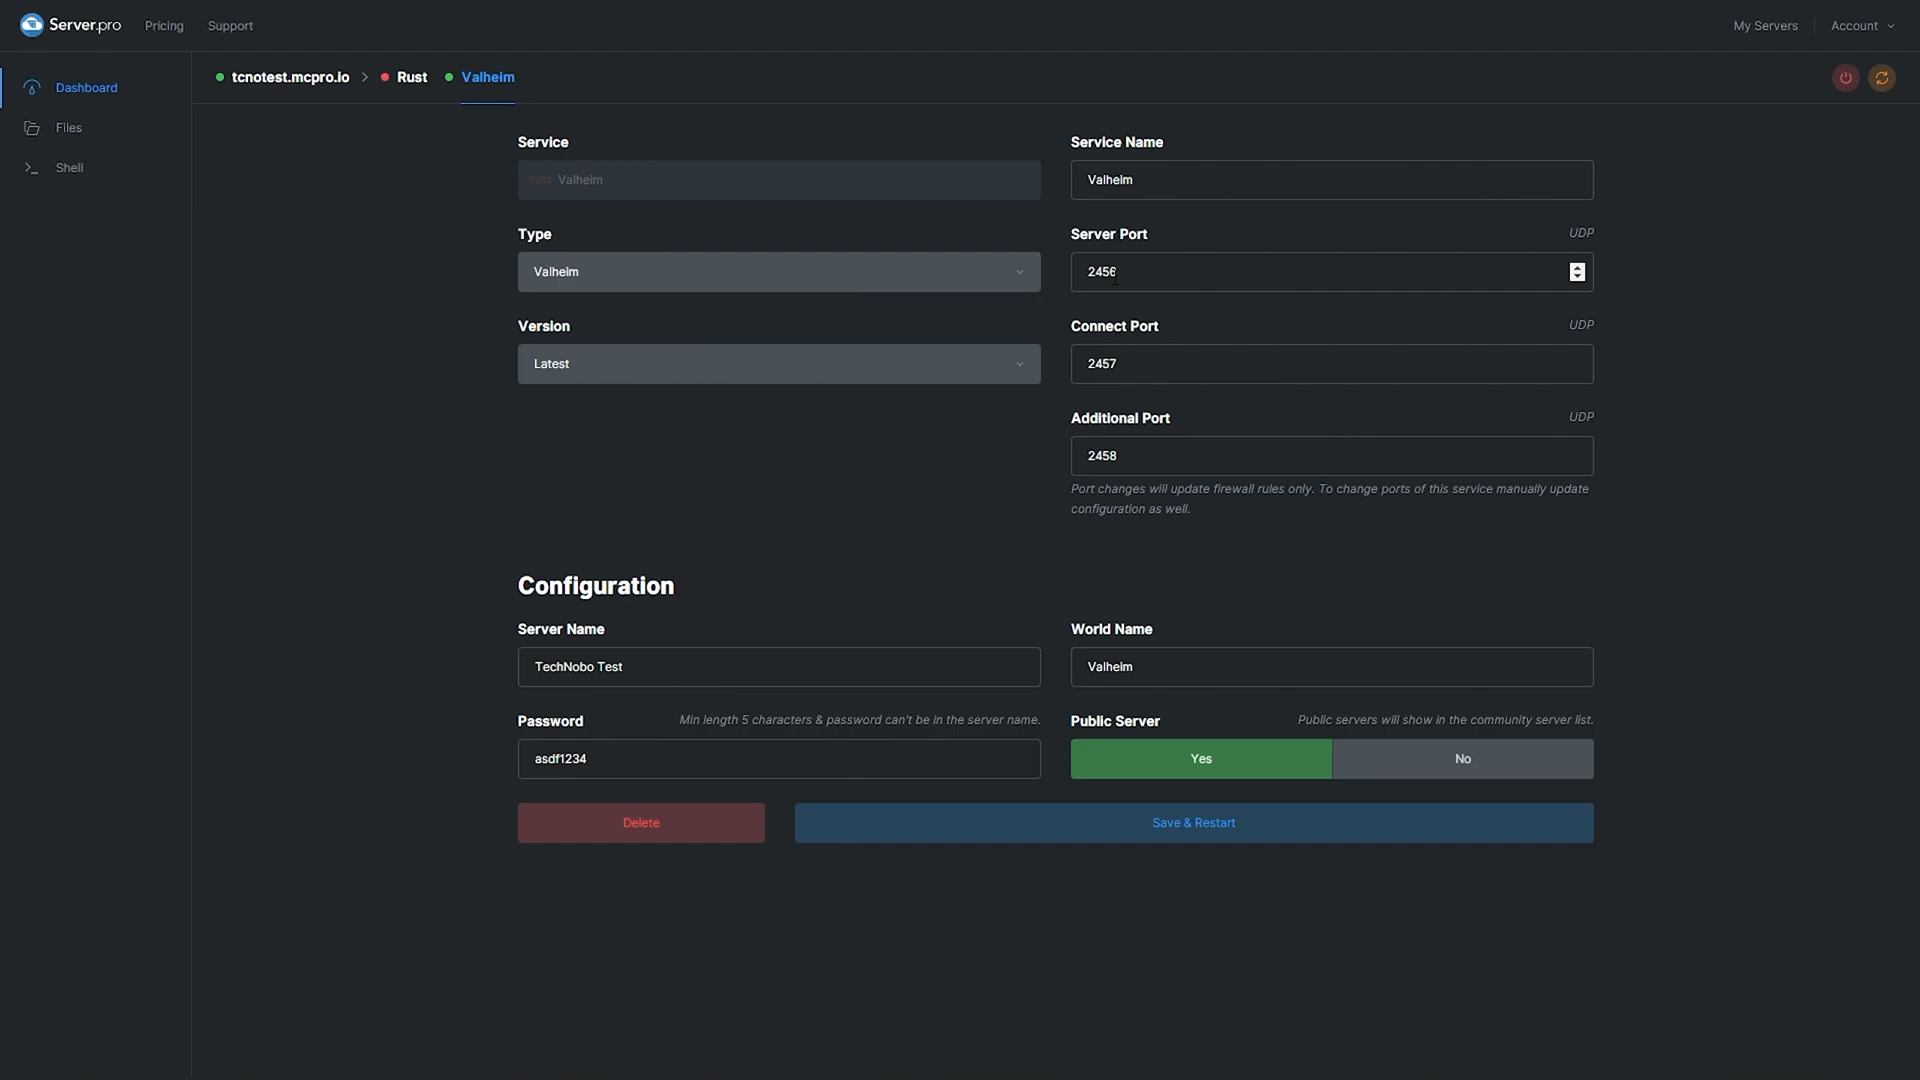 Server.pro Pricing Support My Servers Account
tcnotest.mcpro.io > Rust Valheim
Dashboard
Files
Shell
Service
Valheim
Service Name
Valheim
Type
Valheim
Server Port UDP
2456
Version
Latest
Connect Port UDP
2457
Additional Port UDP
2458
Port changes will update firewall rules only. To change ports of this service manually update
configuration as well.
Configuration
Server Name
TechNobo Test
World Name
Valheim
Password Min length 5 characters & password can't be in the server name.
asdf1234
Public Server Public servers will show in the community server list.
Yes No
Delete Save & Restart